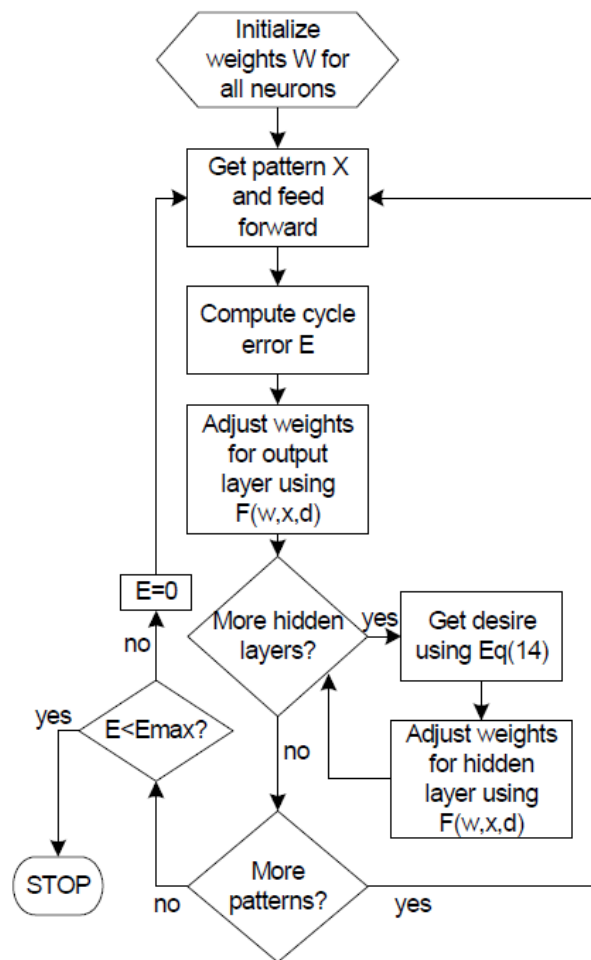 Initialize
weights W for
all neurons
Get pattern X
and feed
forward
Compute cycle
error E
Adjust weights
for output
layer using
F(w,x,d)
E=0
More hidden
layers?
yes
Get desire
using Eq(14)
no
yes
E<Emax?
no
Adjust weights
for hidden
layer using
F(w,x,d)
STOP
no
More
patterns?
yes